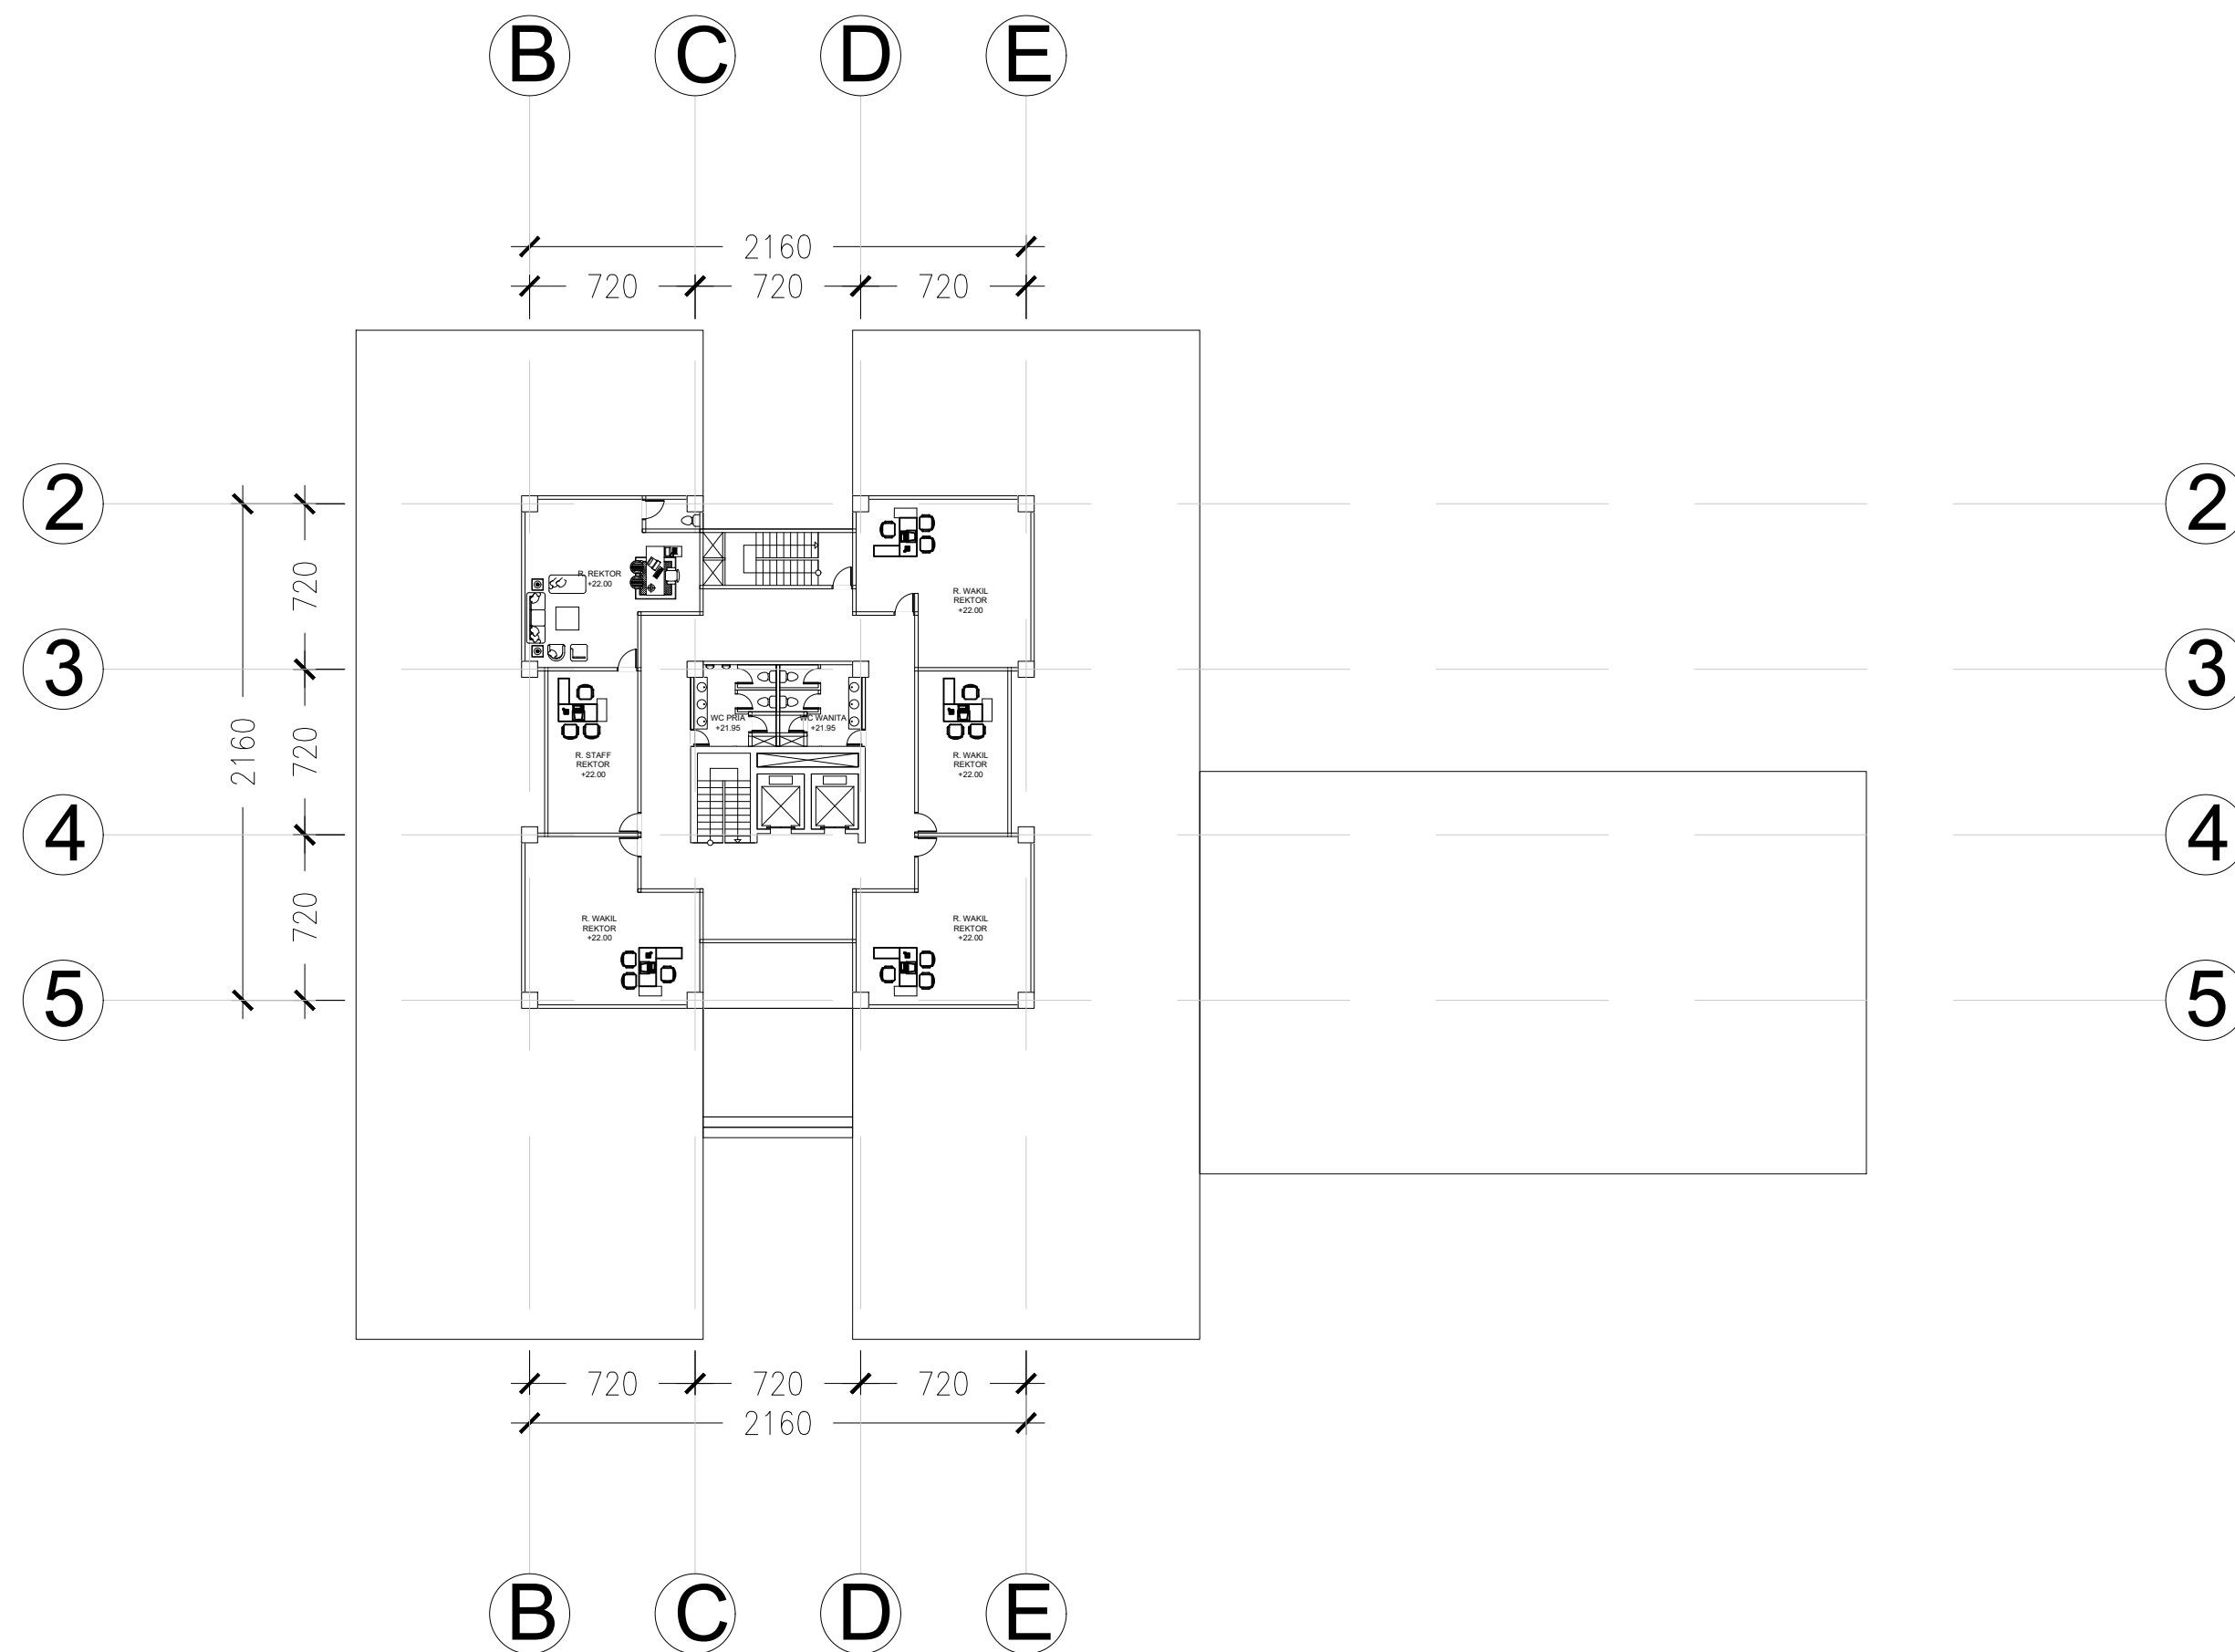 B C D E
2160
720 720 720
2 2
R. REKTOR
+22.00
R. WAKIL
REKTOR
+22.00
720
3 3
WC PRIA
+21.95
WC WANITA
+21.95
2160
720
R. STAFF
REKTOR
+22.00
R. WAKIL
REKTOR
+22.00
4 4
720
R. WAKIL
REKTOR
+22.00
R. WAKIL
REKTOR
+22.00
5 5
720 720 720
2160
B C D E